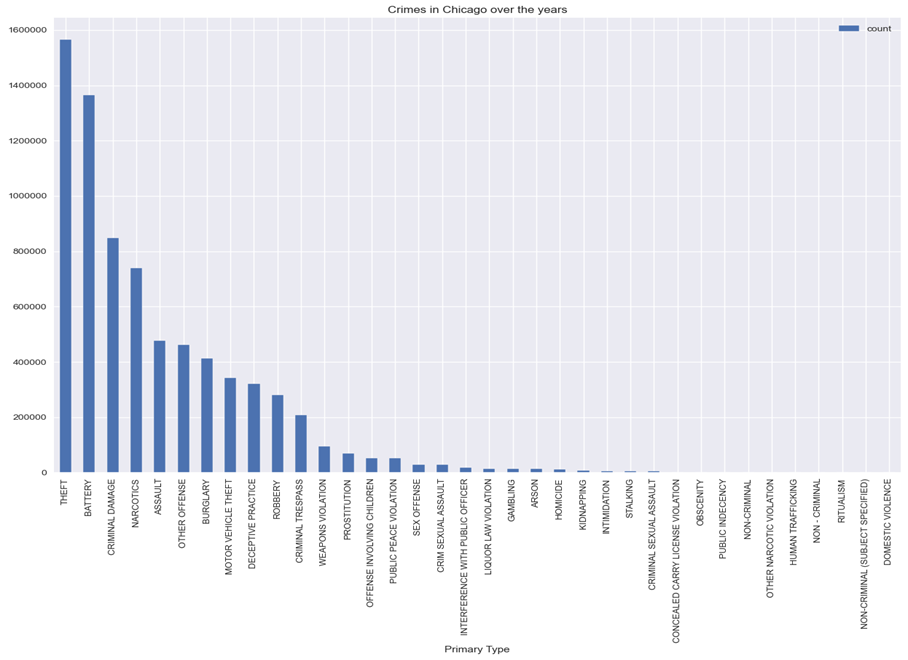 Crimes in Chicago over the years
count
1600000
1400000
1200000
1000000
800000
600000
400000
200000
0
THEFT
BATTERY
CRIMINAL DAMAGE
NARCOTICS
ASSAULT
OTHER OFFENSE
BURGLARY
MOTOR VEHICLE THEFT
DECEPTIVE PRACTICE
ROBBERY
CRIMINAL TRESPASS
WEAPONS VIOLATION
PROSTITUTION
OFFENSE INVOLVING CHILDREN
PUBLIC PEACE VIOLATION
SEX OFFENSE
CRIM SEXUAL ASSAULT
INTERFERENCE WITH PUBLIC OFFICER
LIQUOR LAW VIOLATION
GAMBLING
ARSON
HOMICIDE
KIDNAPPING
INTIMIDATION
STALKING
CRIMINAL SEXUAL ASSAULT
CONCEALED CARRY LICENSE VIOLATION
OBSCENITY
PUBLIC INDECENCY
NON-CRIMINAL
OTHER NARCOTIC VIOLATION
HUMAN TRAFFICKING
NON - CRIMINAL
RITUALISM
NON-CRIMINAL (SUBJECT SPECIFIED)
DOMESTIC VIOLENCE
Primary Type